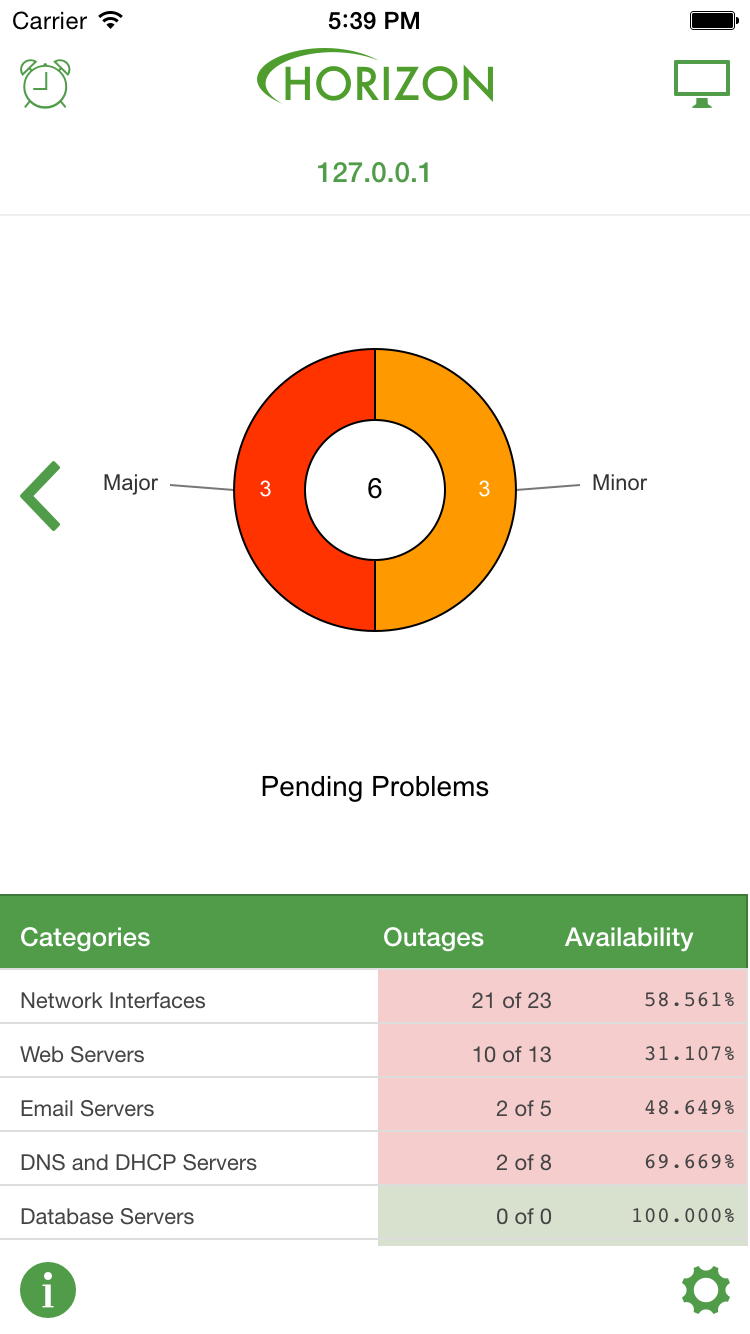 Carrier 5:39 PM
HORIZON
127.0.0.1
Major 3 6 3 Minor
Pending Problems
Categories Outages Availability
Network Interfaces 21 of 23 58.561%
Web Servers 10 of 13 31.107%
Email Servers 2 of 5 48.649%
DNS and DHCP Servers 2 of 8 69.669%
Database Servers 0 of 0 100.000%
i